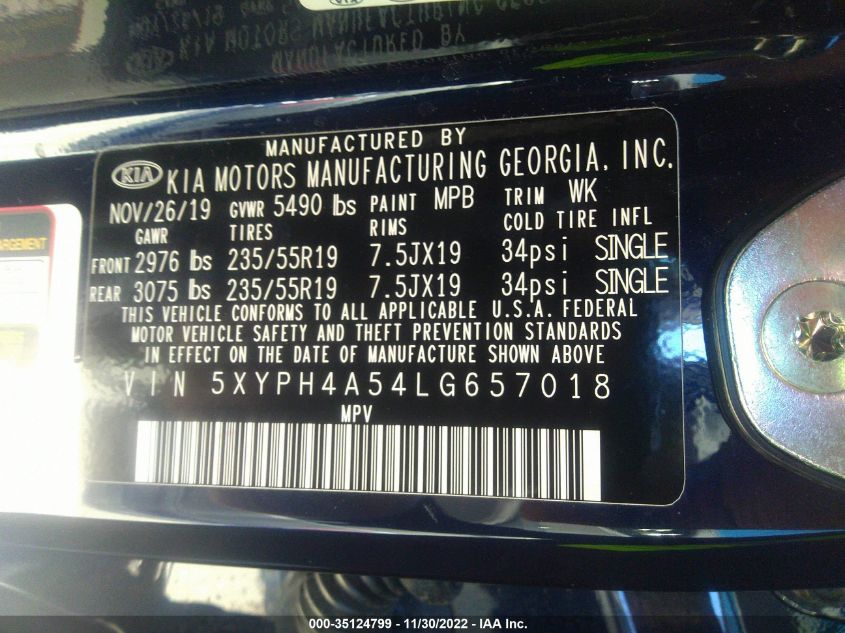 MANUFACTURED BY
KIA KIA MOTORS MANUFACTURING GEORGIA, INC.
NOV/26/19 GVWR 5490 lbs PAINT MPB TRIM WK
GAWR TIRES RIMS COLD TIRE INFL
FRONT 2976 lbs 235/55R19 7.5JX19 34psi SINGLE
REAR 3075 lbs 235/55R19 7.5JX19 34psi SINGLE
THIS VEHICLE CONFORMS TO ALL APPLICABLE U.S.A. FEDERAL
MOTOR VEHICLE SAFETY AND THEFT PREVENTION STANDARDS
IN EFFECT ON THE DATE OF MANUFACTURE SHOWN ABOVE
VIN 5XYPH4A54LG657018
MPV
000-35124799 - 11/30/2022 - IAA Inc.